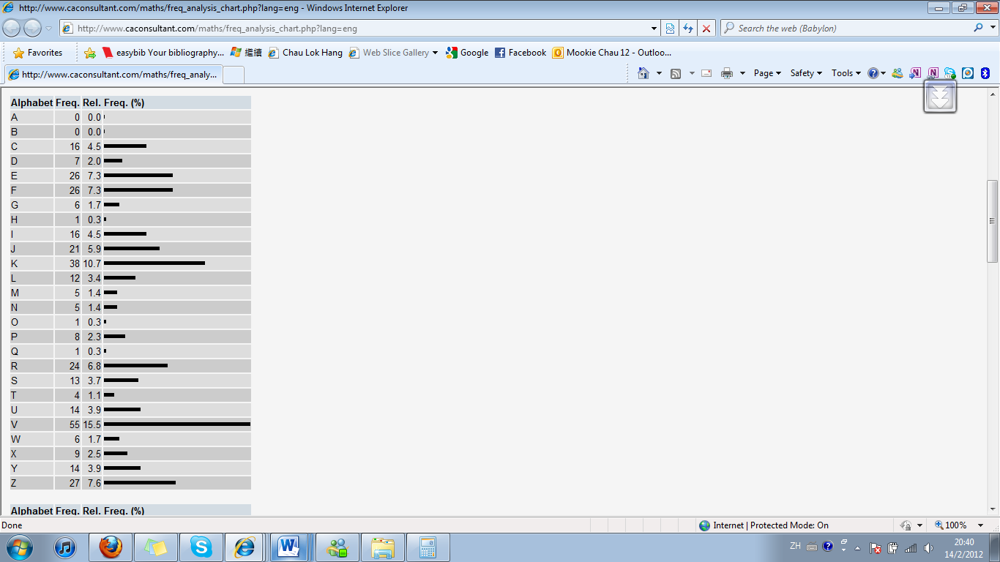 http://www.caconsultant.com/maths/freq_analysis_chart.php?lang=eng - Windows Internet Explorer
http://www.caconsultant.com/maths/freq_analysis_chart.php?lang=eng
Search the web (Babylon)
Favorites easybib Your bibliography... 繼續 Chau Lok Hang Web Slice Gallery Google Facebook Mookie Chau 12 - Outloo...
http://www.caconsultant.com/maths/freq_analy...
Page Safety Tools
Alphabet Freq. Rel. Freq. (%)
A 0 0.0
B 0 0.0
C 16 4.5
D 7 2.0
E 26 7.3
F 26 7.3
G 6 1.7
H 1 0.3
I 16 4.5
J 21 5.9
K 38 10.7
L 12 3.4
M 5 1.4
N 5 1.4
O 1 0.3
P 8 2.3
Q 1 0.3
R 24 6.8
S 13 3.7
T 4 1.1
U 14 3.9
V 55 15.5
W 6 1.7
X 9 2.5
Y 14 3.9
Z 27 7.6
Alphabet Freq. Rel. Freq. (%)
Done Internet | Protected Mode: On 100%
ZH 20:40
14/2/2012